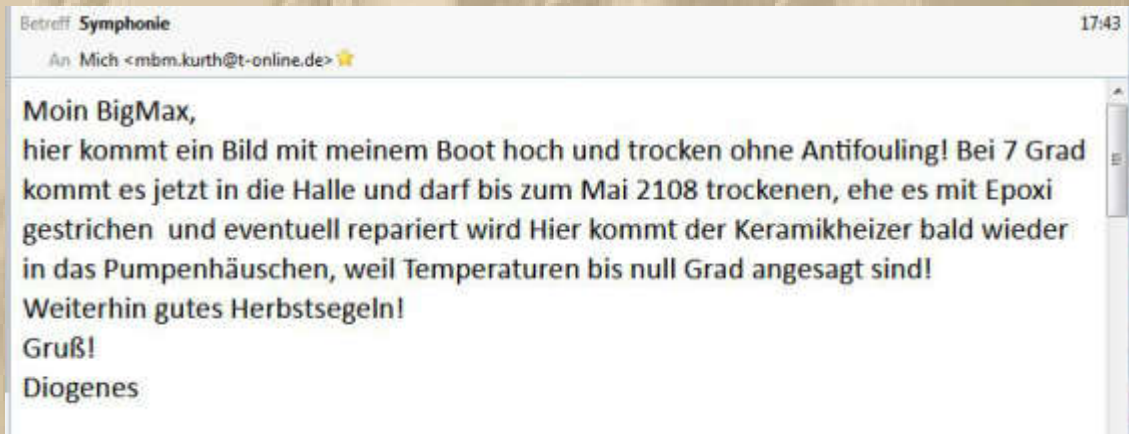 Betreff Symphonie 17:43
An Mich <mbm.kurth@t-online.de>
Moin BigMax,
hier kommt ein Bild mit meinem Boot hoch und trocken ohne Antifouling! Bei 7 Grad
kommt es jetzt in die Halle und darf bis zum Mai 2108 trockenen, ehe es mit Epoxi
gestrichen und eventuell repariert wird Hier kommt der Keramikheizer bald wieder
in das Pumpenhäuschen, weil Temperaturen bis null Grad angesagt sind!
Weiterhin gutes Herbstsegeln!
Gruß!
Diogenes